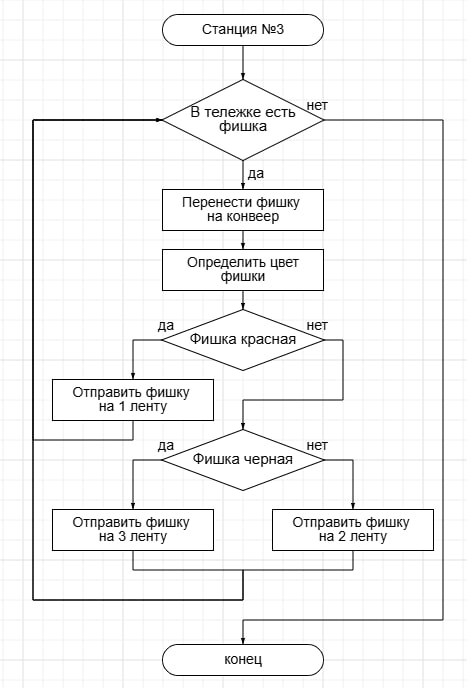 Станция №3
В тележке есть
фишка
нет
да
Перенести фишку
на конвеер
Определить цвет
фишки
да
Фишка красная
нет
Отправить фишку
на 1 ленту
да
Фишка черная
нет
Отправить фишку
на 3 ленту
Отправить фишку
на 2 ленту
конец